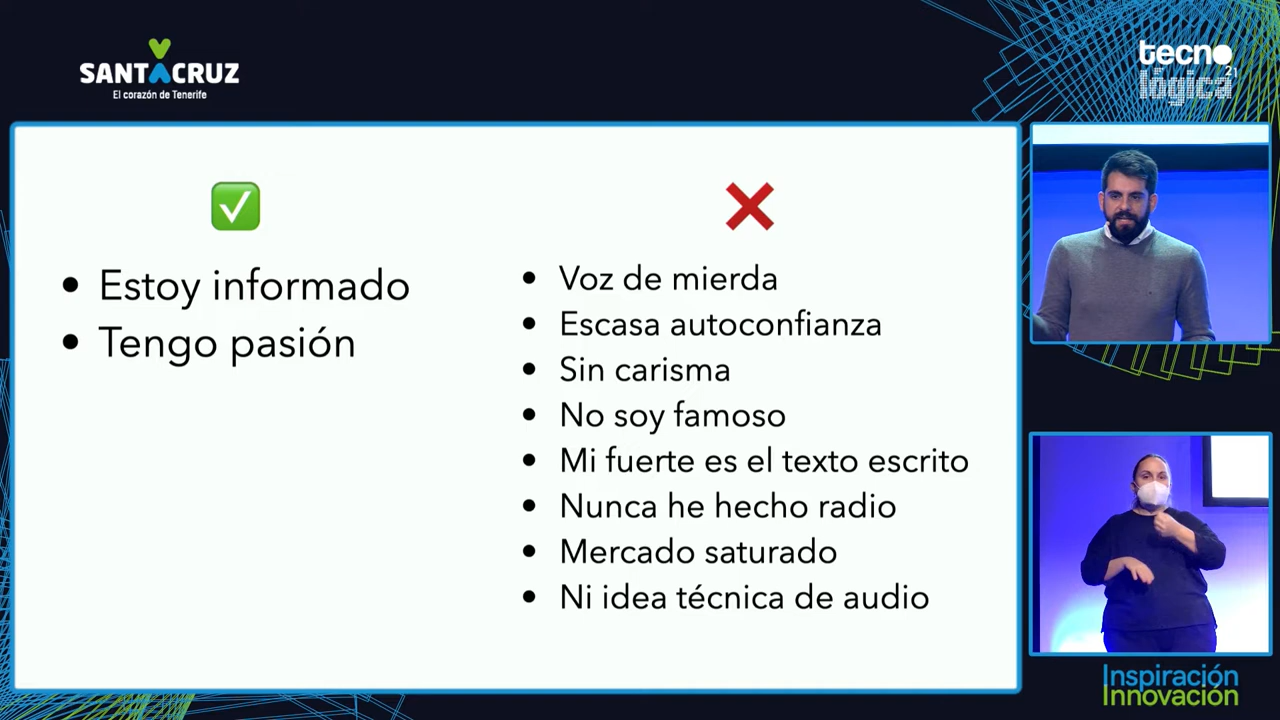 SANTA CRUZ
El corazón de Tenerife
tecno
lógica 21
Estoy informado
Tengo pasión
Voz de mierda
Escasa autoconfianza
Sin carisma
No soy famoso
Mi fuerte es el texto escrito
Nunca he hecho radio
Mercado saturado
Ni idea técnica de audio
Inspiración
Innovación